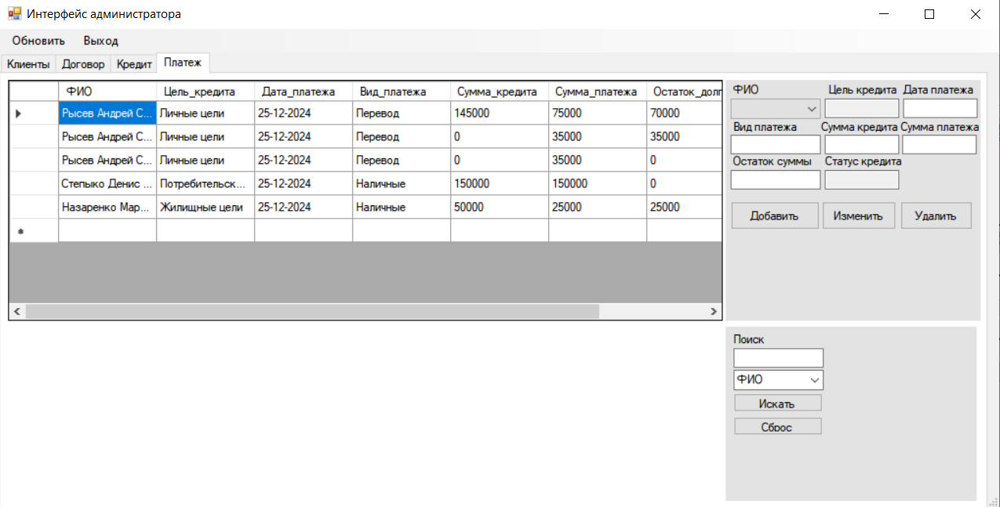 Интерфейс администратора
Обновить Выход
Клиенты Договор Кредит Платеж
ФИО Цель_кредита Дата_платежа Вид_платежа Сумма_кредита Сумма_платежа Остаток_долг
Рысев Андрей С... Личные цели 25-12-2024 Перевод 145000 75000 70000
Рысев Андрей С... Личные цели 25-12-2024 Перевод 0 35000 35000
Рысев Андрей С... Личные цели 25-12-2024 Перевод 0 35000 0
Степыко Денис ... Потребительск... 25-12-2024 Наличные 150000 150000 0
Назаренко Мар... Жилищные цели 25-12-2024 Наличные 50000 25000 25000
ФИО Цель кредита Дата платежа
Вид платежа Сумма кредита Сумма платежа
Остаток суммы Статус кредита
Добавить Изменить Удалить
Поиск
ФИО
Искать
Сброс